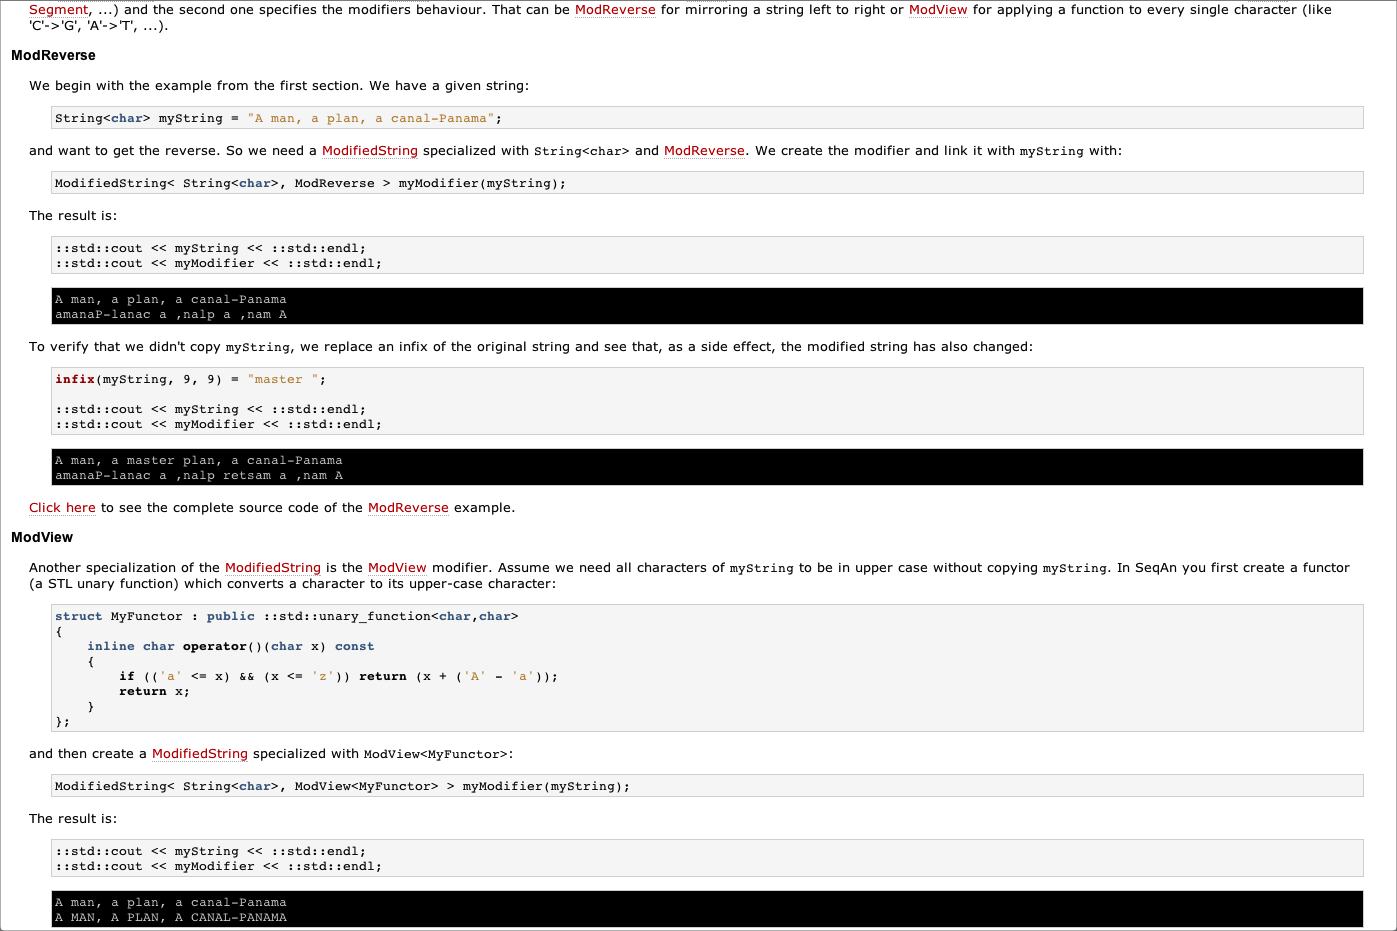 Segment, ...) and the second one specifies the modifiers behaviour. That can be ModReverse for mirroring a string left to right or ModView for applying a function to every single character (like
'C'->'G', 'A'->'T', ...).
ModReverse
We begin with the example from the first section. We have a given string:
String<char> myString = "A man, a plan, a canal-Panama";
and want to get the reverse. So we need a ModifiedString specialized with String<char> and ModReverse. We create the modifier and link it with myString with:
ModifiedString< String<char>, ModReverse > myModifier(myString);
The result is:
::std::cout << myString << ::std::endl;
::std::cout << myModifier << ::std::endl;
A man, a plan, a canal-Panama
amanaP-lanac a ,nalp a ,nam A
To verify that we didn't copy myString, we replace an infix of the original string and see that, as a side effect, the modified string has also changed:
infix(myString, 9, 9) = "master ";
::std::cout << myString << ::std::endl;
::std::cout << myModifier << ::std::endl;
A man, a master plan, a canal-Panama
amanaP-lanac a ,nalp retsam a ,nam A
Click here to see the complete source code of the ModReverse example.
ModView
Another specialization of the ModifiedString is the ModView modifier. Assume we need all characters of myString to be in upper case without copying myString. In SeqAn you first create a functor
(a STL unary function) which converts a character to its upper-case character:
struct MyFunctor : public ::std::unary_function<char,char>
{
    inline char operator()(char x) const
    {
        if (('a' <= x) && (x <= 'z')) return (x + ('A' - 'a'));
        return x;
    }
};
and then create a ModifiedString specialized with ModView<MyFunctor>:
ModifiedString< String<char>, ModView<MyFunctor> > myModifier(myString);
The result is:
::std::cout << myString << ::std::endl;
::std::cout << myModifier << ::std::endl;
A man, a plan, a canal-Panama
A MAN, A PLAN, A CANAL-PANAMA